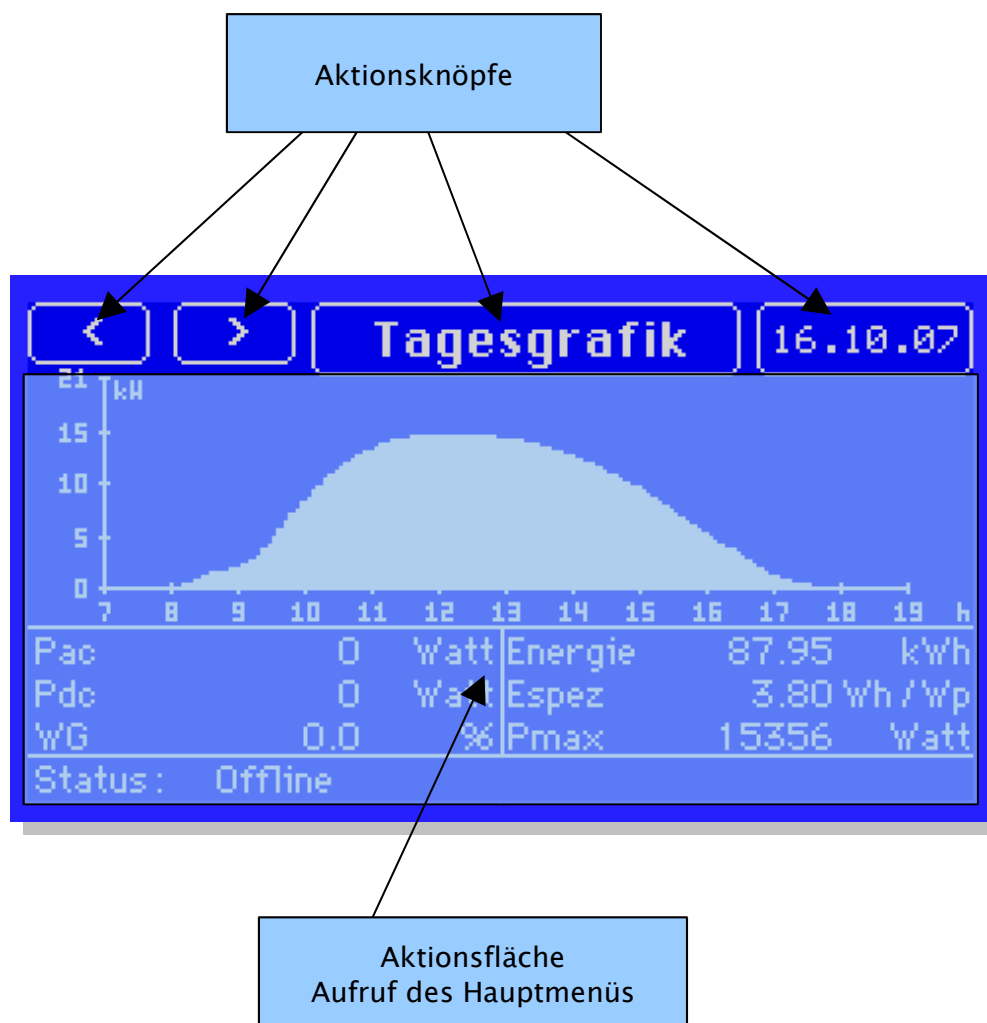 Aktionsknöpfe
< > Tagesgrafik 16.10.07
21 kW
15
10
5
0
7 8 9 10 11 12 13 14 15 16 17 18 19 h
Pac 0 Watt Energie 87.95 kWh
Pdc 0 Watt Espez 3.80 Wh/Wp
WG 0.0 % Pmax 15356 Watt
Status: Offline
Aktionsfläche
Aufruf des Hauptmenüs